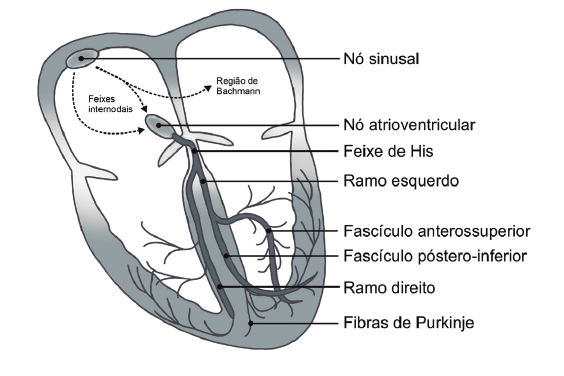 Nó sinusal
Região de
Bachmann
Feixes
internodais
Nó atrioventricular
Feixe de His
Ramo esquerdo
Fascículo anterossuperior
Fascículo póstero-inferior
Ramo direito
Fibras de Purkinje